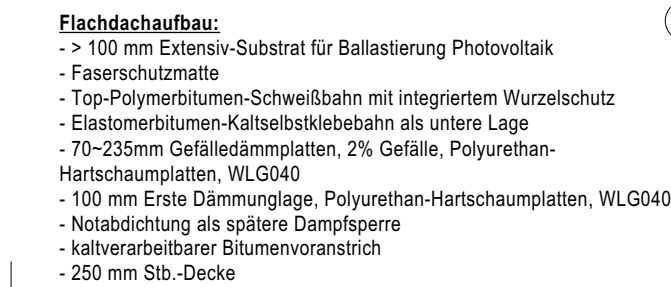 Flachdachaufbau:
- > 100 mm Extensiv-Substrat für Ballastierung Photovoltaik
- Faserschutzmatte
- Top-Polymerbitumen-Schweißbahn mit integriertem Wurzelschutz
- Elastomerbitumen-Kaltselbstklebebahn als untere Lage
- 70~235mm Gefälledämmplatten, 2% Gefälle, Polyurethan-
Hartschaumplatten, WLG040
- 100 mm Erste Dämmunglage, Polyurethan-Hartschaumplatten, WLG040
- Notabdichtung als spätere Dampfsperre
- kaltverarbeitbarer Bitumenvoranstrich
- 250 mm Stb.-Decke